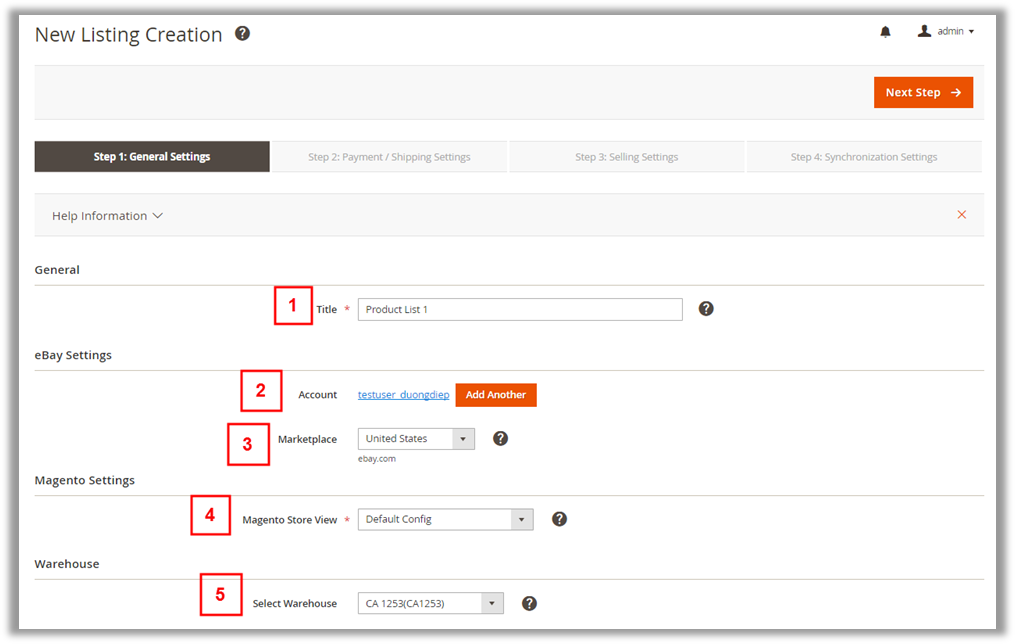 New Listing Creation ?
admin
Next Step →
Step 1: General Settings
Step 2: Payment / Shipping Settings
Step 3: Selling Settings
Step 4: Synchronization Settings
Help Information
General
1 Title * Product List 1 ?
eBay Settings
2 Account testuser_duongdiep Add Another
3 Marketplace United States ?
ebay.com
Magento Settings
4 Magento Store View * Default Config ?
Warehouse
5 Select Warehouse CA 1253(CA1253) ?